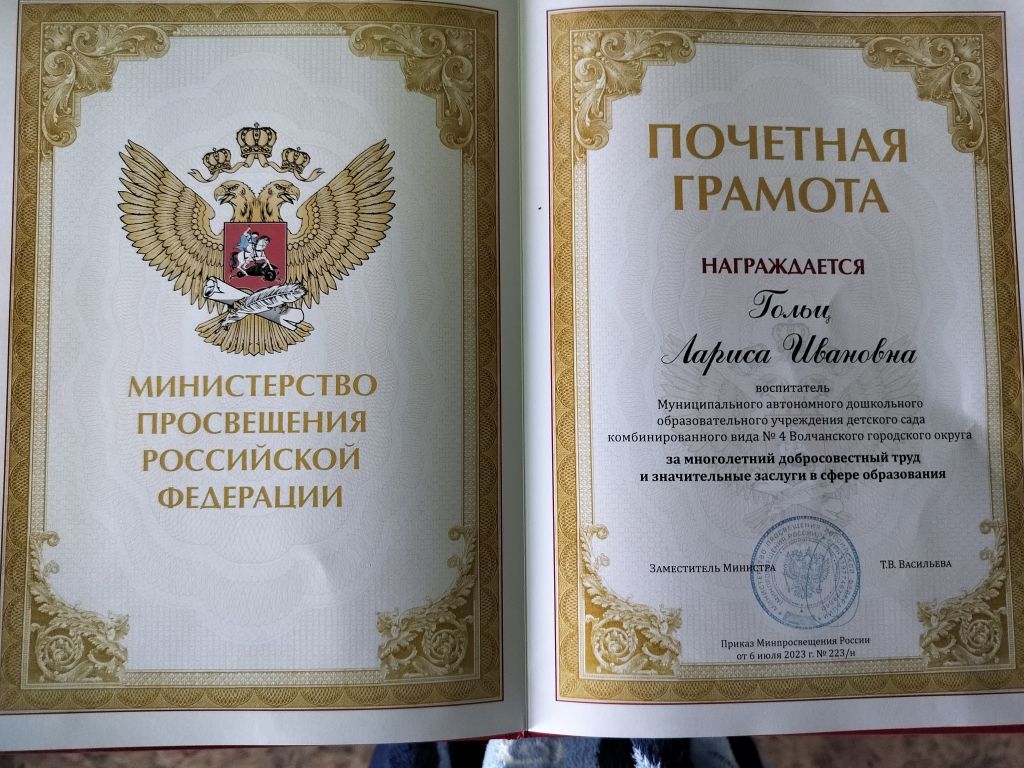 МИНИСТЕРСТВО
ПРОСВЕЩЕНИЯ
РОССИЙСКОЙ
ФЕДЕРАЦИИ
ПОЧЕТНАЯ
ГРАМОТА
НАГРАЖДАЕТСЯ
Гольц
Лариса Ивановна
воспитатель
Муниципального автономного дошкольного
образовательного учреждения детского сада
комбинированного вида № 4 Волчанского городского округа
за многолетний добросовестный труд
и значительные заслуги в сфере образования
Заместитель Министра
Т.В. Васильева
Приказ Минпросвещения России
от 6 июля 2023 г. № 223/н